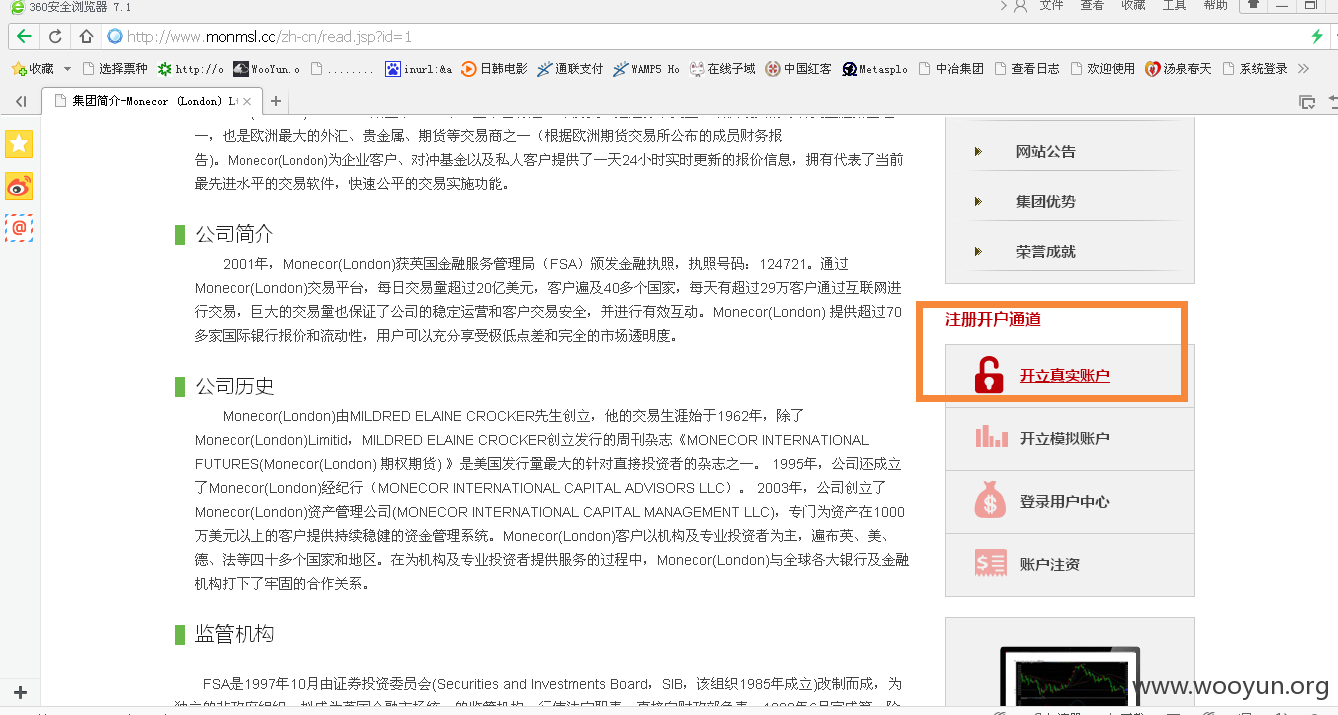 360安全浏览器 7.1
文件 查看 收藏 工具 帮助
http://www.monmsl.cc/zh-cn/read.jsp?id=1
收藏 选择票种 http://o WooYun.o ........ inurl:&a 日韩电影 通联支付 WAMP5 Ho 在线子域 中国红客 Metasplo 中冶集团 查看日志 欢迎使用 汤泉春天 系统登录
集团简介-Monecor (London) L
一，也是欧洲最大的外汇、贵金属、期货等交易商之一（根据欧洲期货交易所公布的成员财务报
告）。Monecor(London)为企业客户、对冲基金以及私人客户提供了一天24小时实时更新的报价信息，拥有代表了当前
最先进水平的交易软件，快速公平的交易实施功能。
公司简介
2001年，Monecor(London)获英国金融服务管理局（FSA）颁发金融执照，执照号码：124721。通过
Monecor(London)交易平台，每日交易量超过20亿美元，客户遍及40多个国家，每天有超过29万客户通过互联网进
行交易，巨大的交易量也保证了公司的稳定运营和客户交易安全，并进行有效互动。Monecor(London) 提供超过70
多家国际银行报价和流动性，用户可以充分享受极低点差和完全的市场透明度。
公司历史
Monecor(London)由MILDRED ELAINE CROCKER先生创立，他的交易生涯始于1962年，除了
Monecor(London)Limitid，MILDRED ELAINE CROCKER创立发行的周刊杂志《MONECOR INTERNATIONAL
FUTURES(Monecor(London) 期权期货) 》是美国发行量最大的针对直接投资者的杂志之一。 1995年，公司还成立
了Monecor(London)经纪行（MONECOR INTERNATIONAL CAPITAL ADVISORS LLC）。 2003年，公司创立了
Monecor(London)资产管理公司(MONECOR INTERNATIONAL CAPITAL MANAGEMENT LLC)，专门为资产在1000
万美元以上的客户提供持续稳健的资金管理系统。Monecor(London)客户以机构及专业投资者为主，遍布英、美、
德、法等四十多个国家和地区。在为机构及专业投资者提供服务的过程中，Monecor(London)与全球各大银行及金融
机构打下了牢固的合作关系。
监管机构
FSA是1997年10月由证券投资委员会(Securities and Investments Board，SIB，该组织1985年成立)改制而成，为
网站公告
集团优势
荣誉成就
注册开户通道
开立真实账户
开立模拟账户
登录用户中心
账户注资
www.wooyun.org